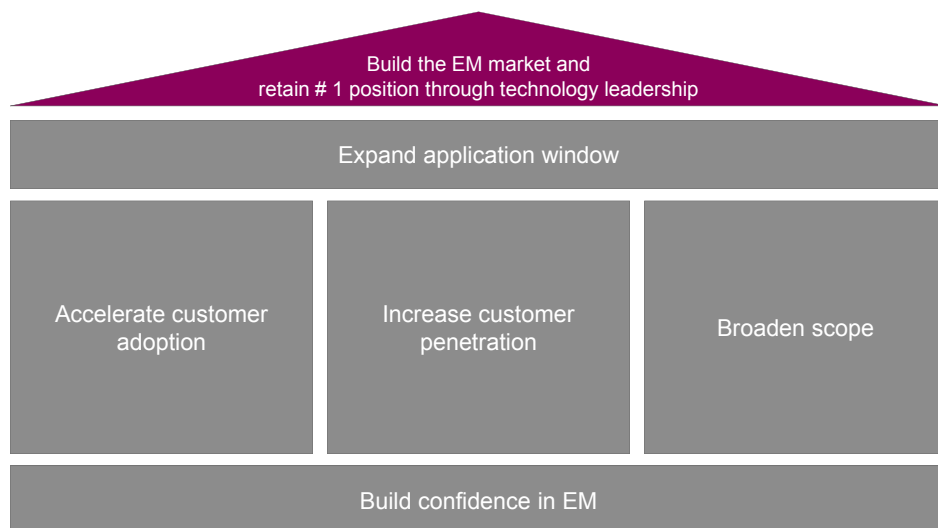 Build the EM market and
retain # 1 position through technology leadership
Expand application window
Accelerate customer
adoption
Increase customer
penetration
Broaden scope
Build confidence in EM